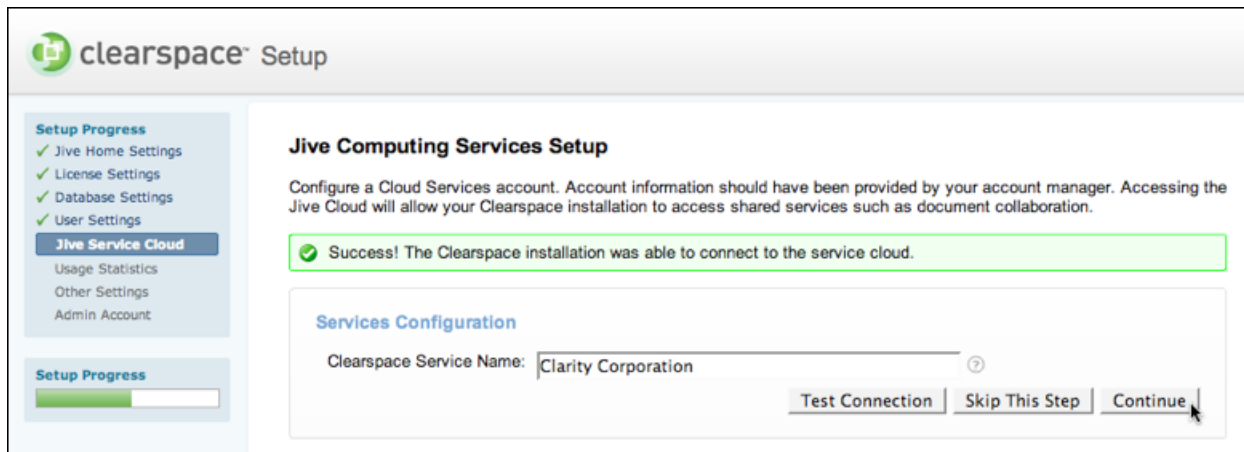 clearspace™ Setup
Setup Progress
✓ Jive Home Settings
✓ License Settings
✓ Database Settings
✓ User Settings
Jive Service Cloud
Usage Statistics
Other Settings
Admin Account
Setup Progress
Jive Computing Services Setup
Configure a Cloud Services account. Account information should have been provided by your account manager. Accessing the
Jive Cloud will allow your Clearspace installation to access shared services such as document collaboration.
Success! The Clearspace installation was able to connect to the service cloud.
Services Configuration
Clearspace Service Name: Clarity Corporation ?
Test Connection Skip This Step Continue